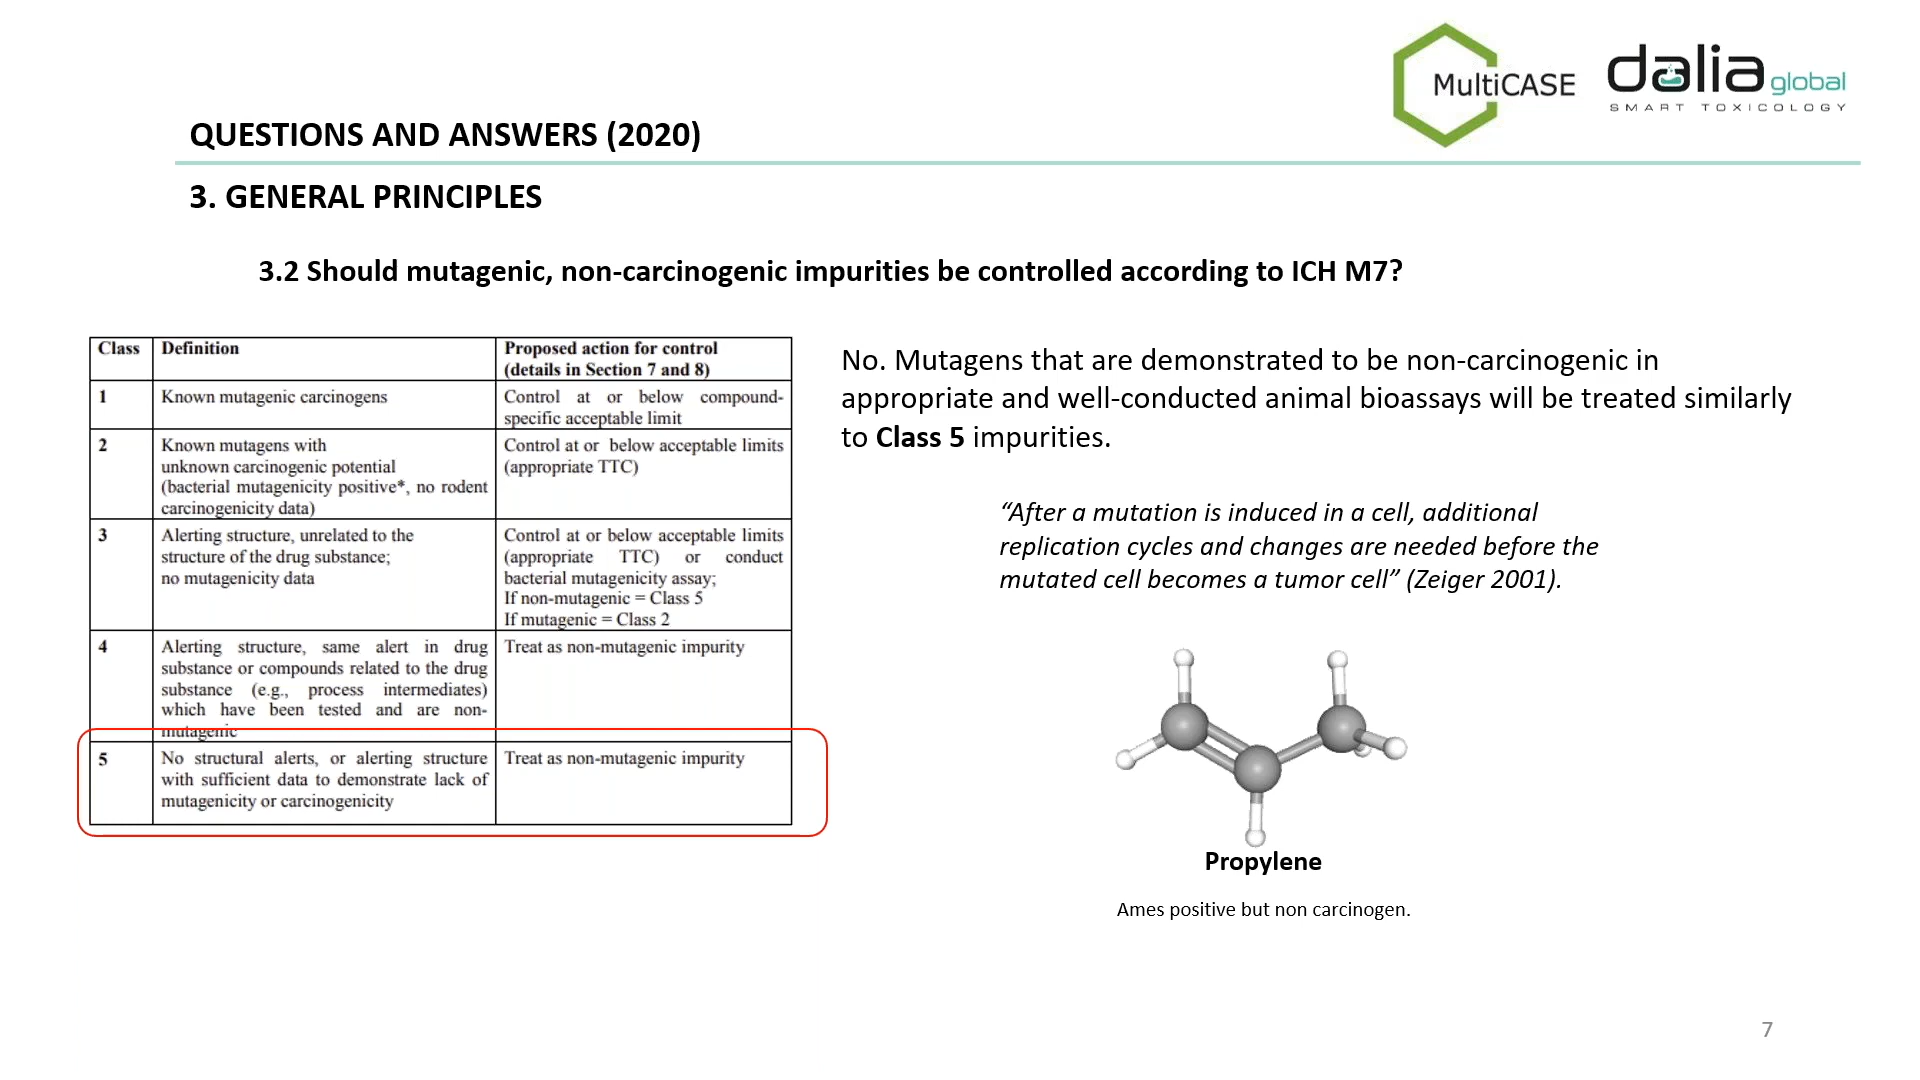 MultiCASE
dalia global
SMART TOXICOLOGY
QUESTIONS AND ANSWERS (2020)
3. GENERAL PRINCIPLES
3.2 Should mutagenic, non-carcinogenic impurities be controlled according to ICH M7?
Class
Definition
Proposed action for control
(details in Section 7 and 8)
1
Known mutagenic carcinogens
Control at or below compound-
specific acceptable limit
2
Known mutagens with
unknown carcinogenic potential
(bacterial mutagenicity positive*, no rodent
carcinogenicity data)
Control at or below acceptable limits
(appropriate TTC)
3
Alerting structure, unrelated to the
structure of the drug substance;
no mutagenicity data
Control at or below acceptable limits
(appropriate TTC) or conduct
bacterial mutagenicity assay;
If non-mutagenic = Class 5
If mutagenic = Class 2
4
Alerting structure, same alert in drug
substance or compounds related to the drug
substance (e.g., process intermediates)
which have been tested and are non-
mutagenic
Treat as non-mutagenic impurity
5
No structural alerts, or alerting structure
with sufficient data to demonstrate lack of
mutagenicity or carcinogenicity
Treat as non-mutagenic impurity
No. Mutagens that are demonstrated to be non-carcinogenic in
appropriate and well-conducted animal bioassays will be treated similarly
to Class 5 impurities.
“After a mutation is induced in a cell, additional
replication cycles and changes are needed before the
mutated cell becomes a tumor cell” (Zeiger 2001).
Propylene
Ames positive but non carcinogen.
7